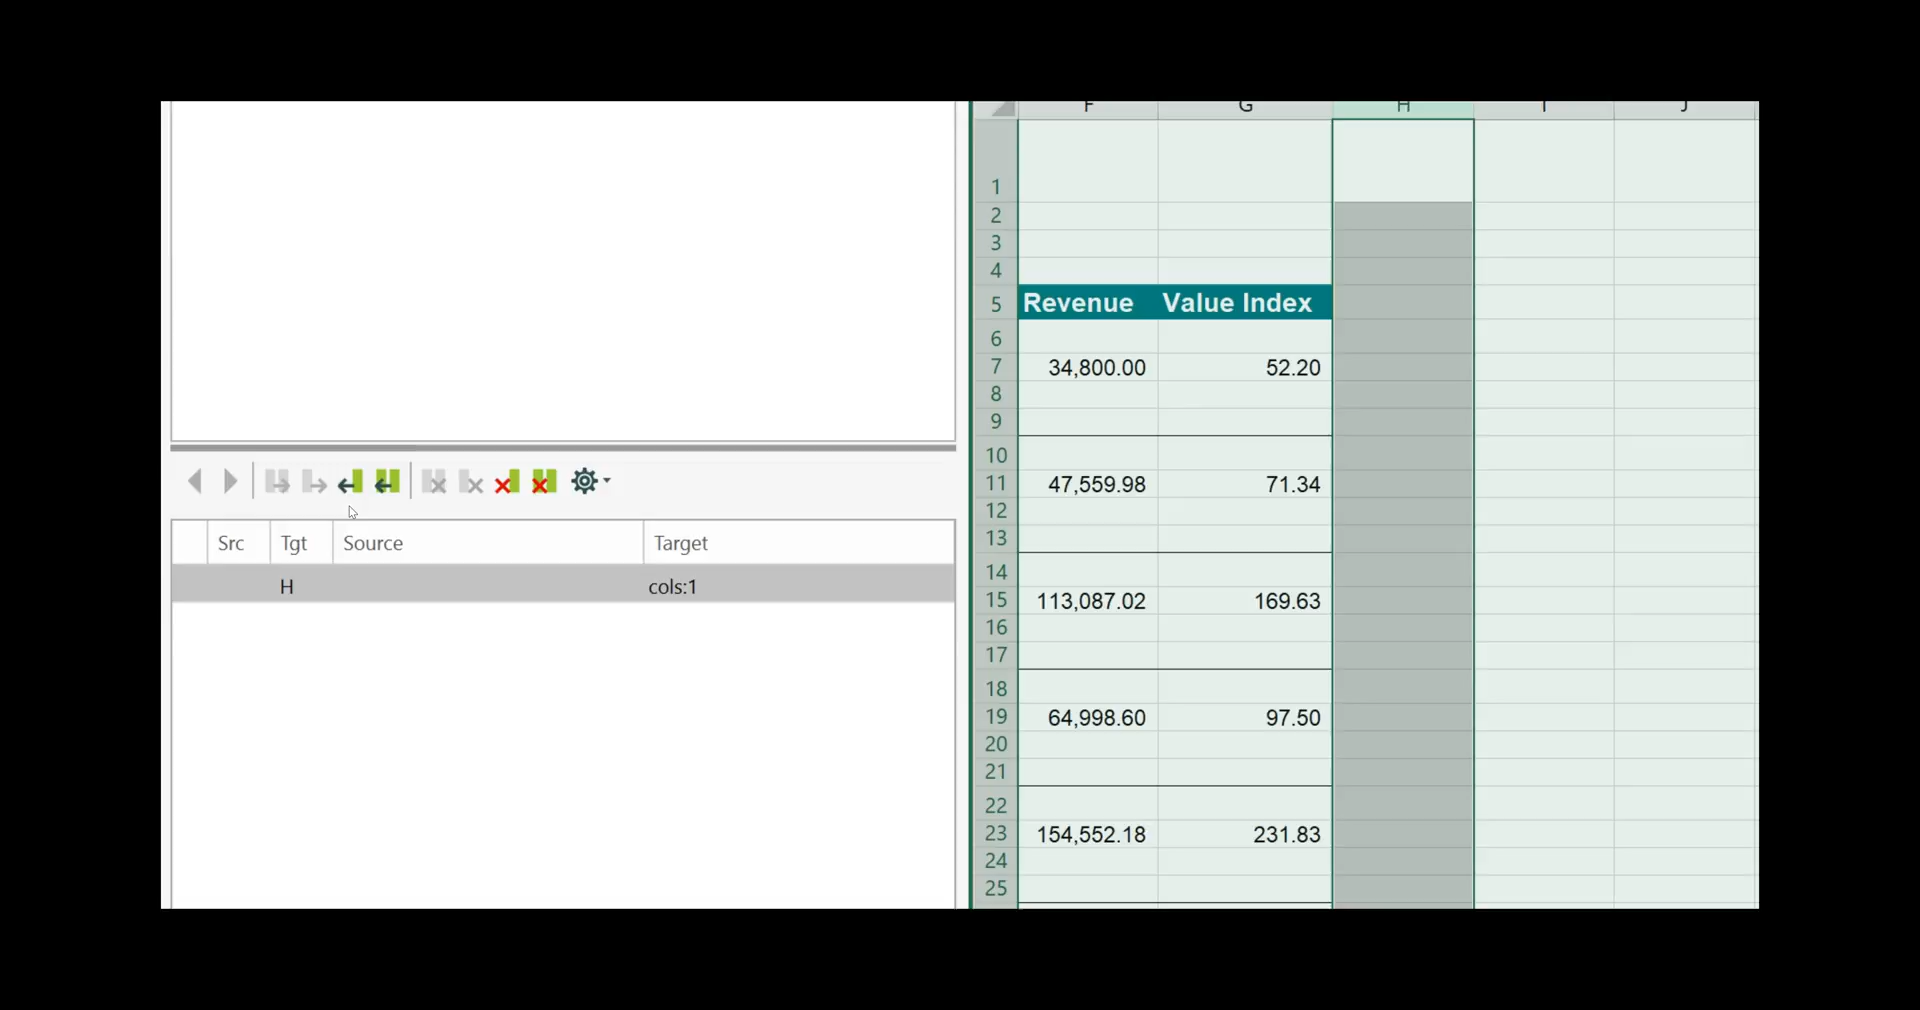 Src Tgt Source Target
H cols:1
F G H I J
1
2
3
4
5 Revenue Value Index
6
7 34,800.00 52.20
8
9
10
11 47,559.98 71.34
12
13
14
15 113,087.02 169.63
16
17
18
19 64,998.60 97.50
20
21
22
23 154,552.18 231.83
24
25